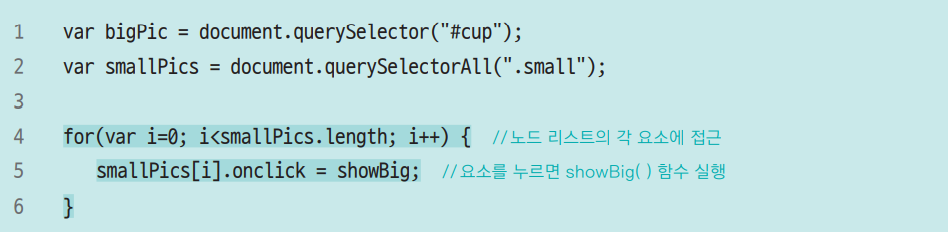 1 var bigPic = document.querySelector("#cup");
2 var smallPics = document.querySelectorAll(".small");
3
4 for(var i=0; i<smallPics.length; i++) { //노드 리스트의 각 요소에 접근
5 smallPics[i].onclick = showBig; //요소를 누르면 showBig( ) 함수 실행
6 }